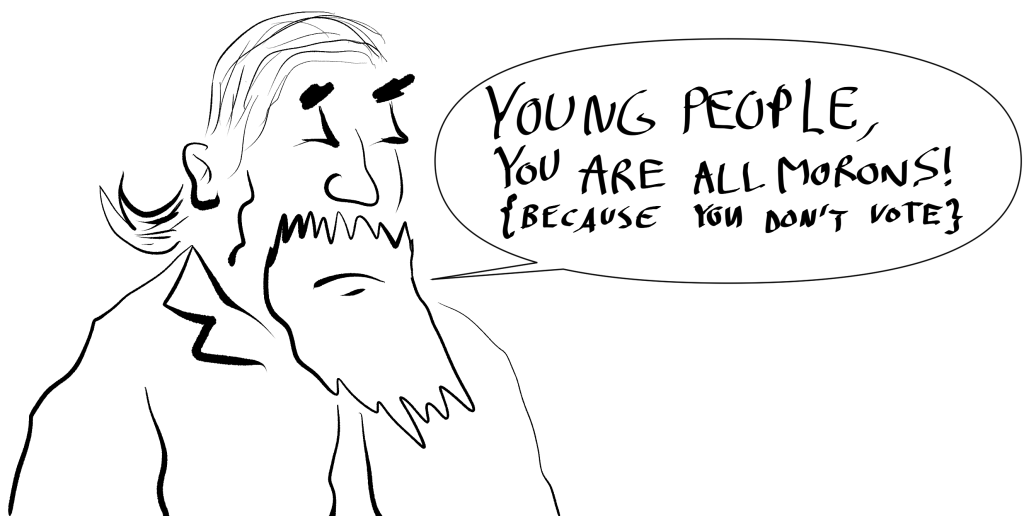 YOUNG PEOPLE,
YOU ARE ALL MORONS!
{BECAUSE YOU DON'T VOTE}